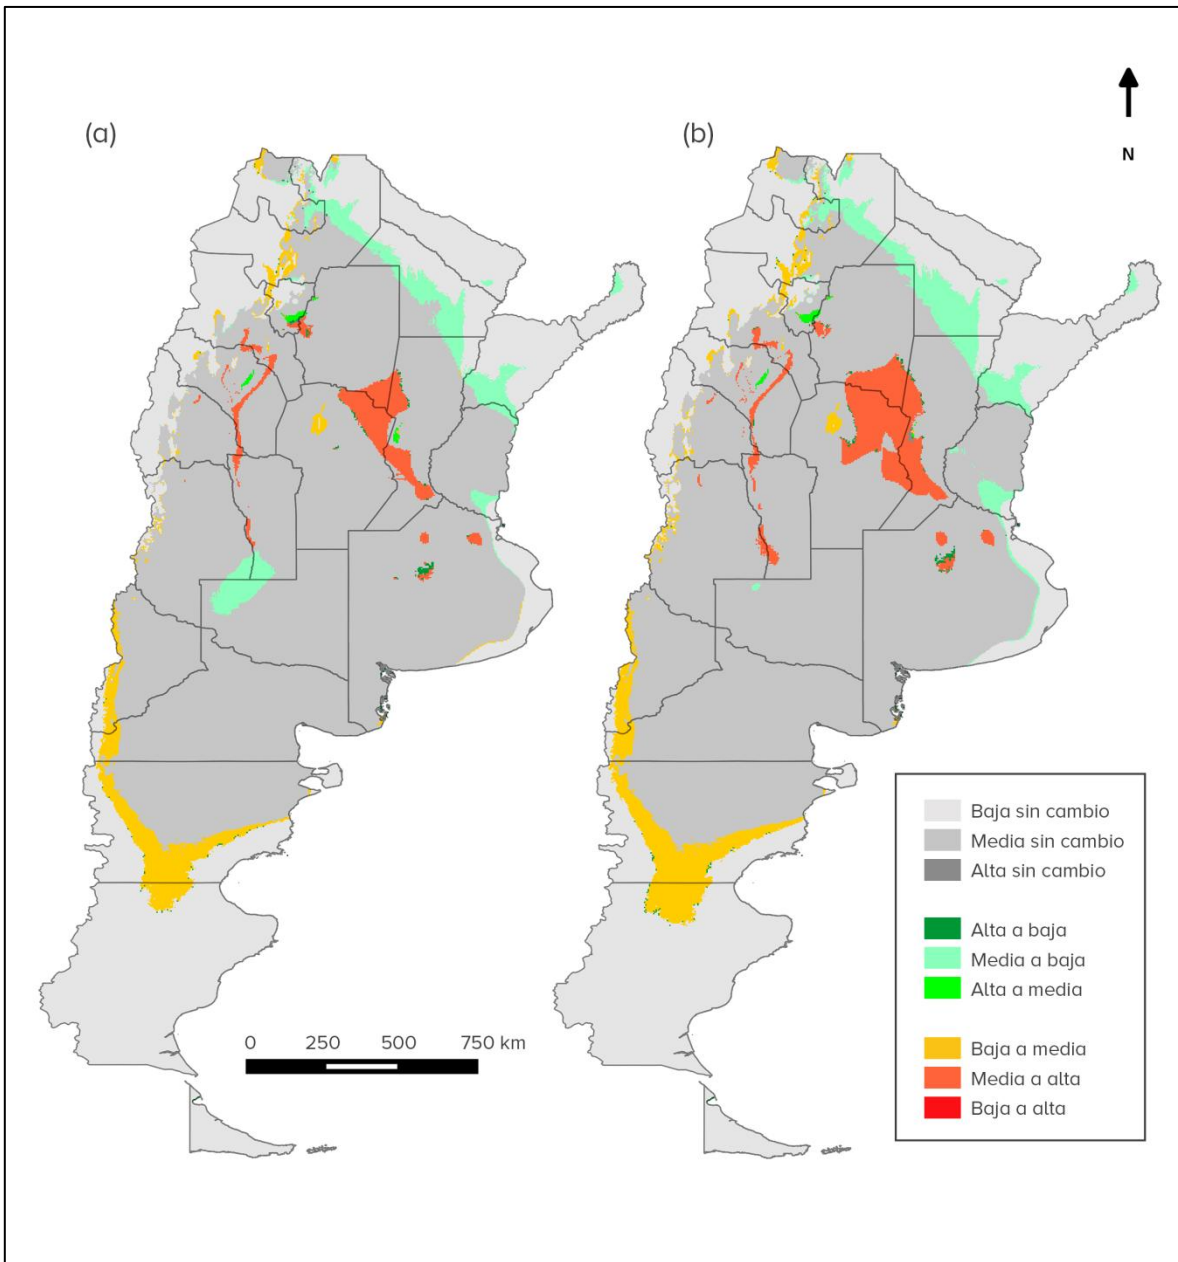 (a)
(b)
N
Baja sin cambio
Media sin cambio
Alta sin cambio
Alta a baja
Media a baja
Alta a media
Baja a media
Media a alta
Baja a alta
0 250 500 750 km